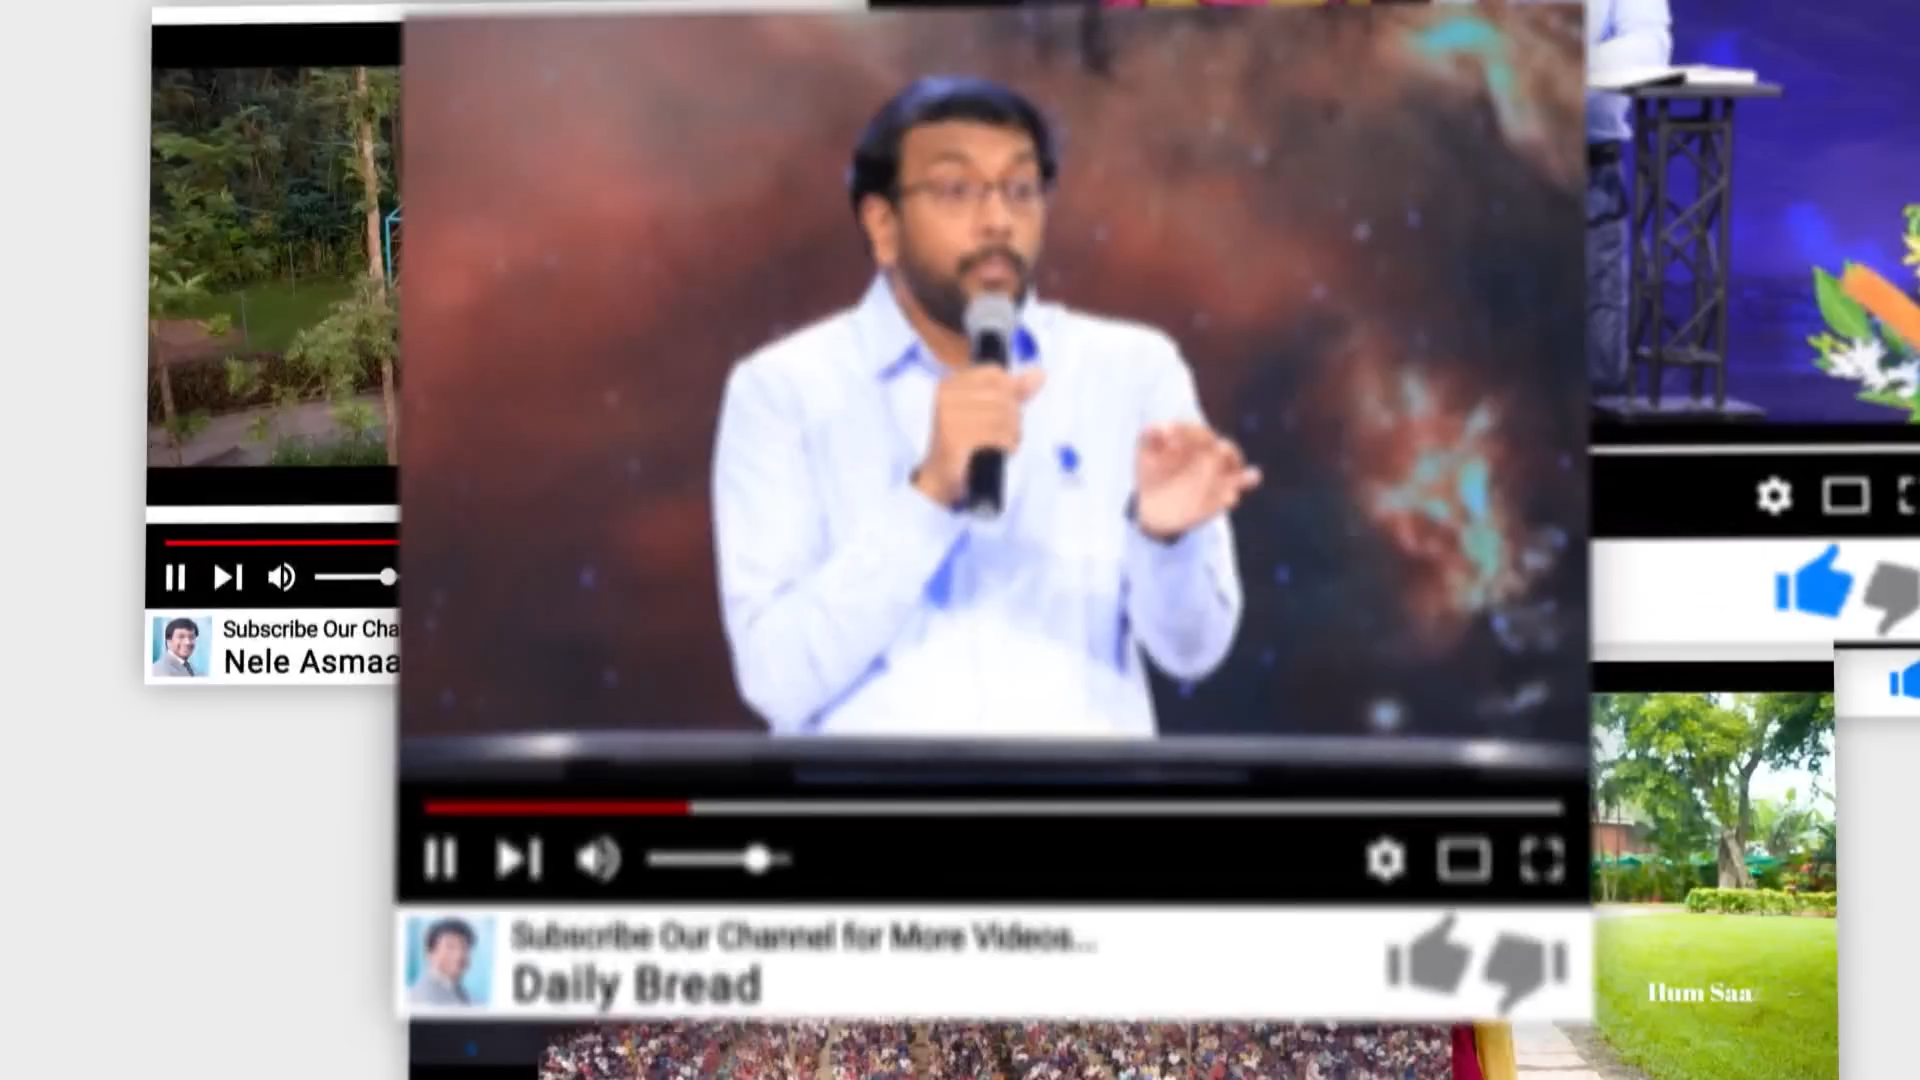 Subscribe Our Cha
Nele Asmaa
Subscribe Our Channel for More Videos...
Daily Bread
Hum Saa